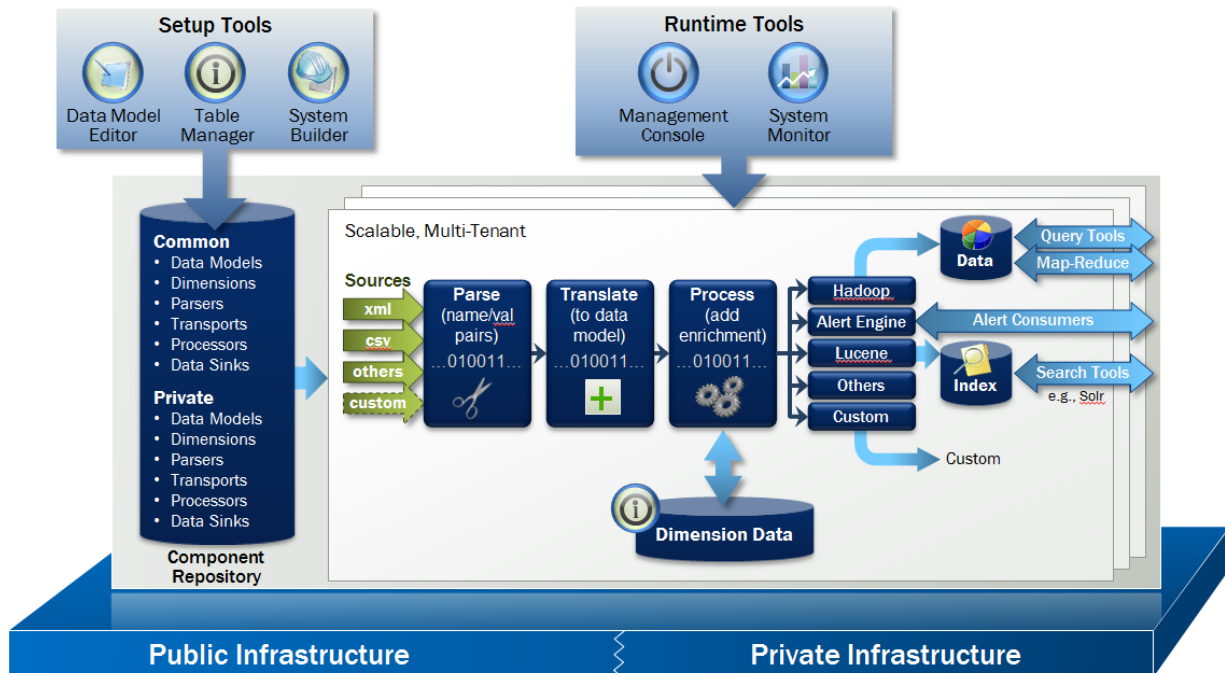 Setup Tools
Data Model
Editor
Table
Manager
System
Builder
Runtime Tools
Management
Console
System
Monitor
Common
• Data Models
• Dimensions
• Parsers
• Transports
• Processors
• Data Sinks
Private
• Data Models
• Dimensions
• Parsers
• Transports
• Processors
• Data Sinks
Component
Repository
Scalable, Multi-Tenant
Sources
xml
csv
others
custom
Parse
(name/val
pairs)
...010011...
Translate
(to data
model)
...010011...
Process
(add
enrichment)
...010011...
Hadoop
Alert Engine
Lucene
Others
Custom
Data
Index
Query Tools
Map-Reduce
Alert Consumers
Search Tools
e.g., Solr
Custom
Dimension Data
Public Infrastructure
Private Infrastructure